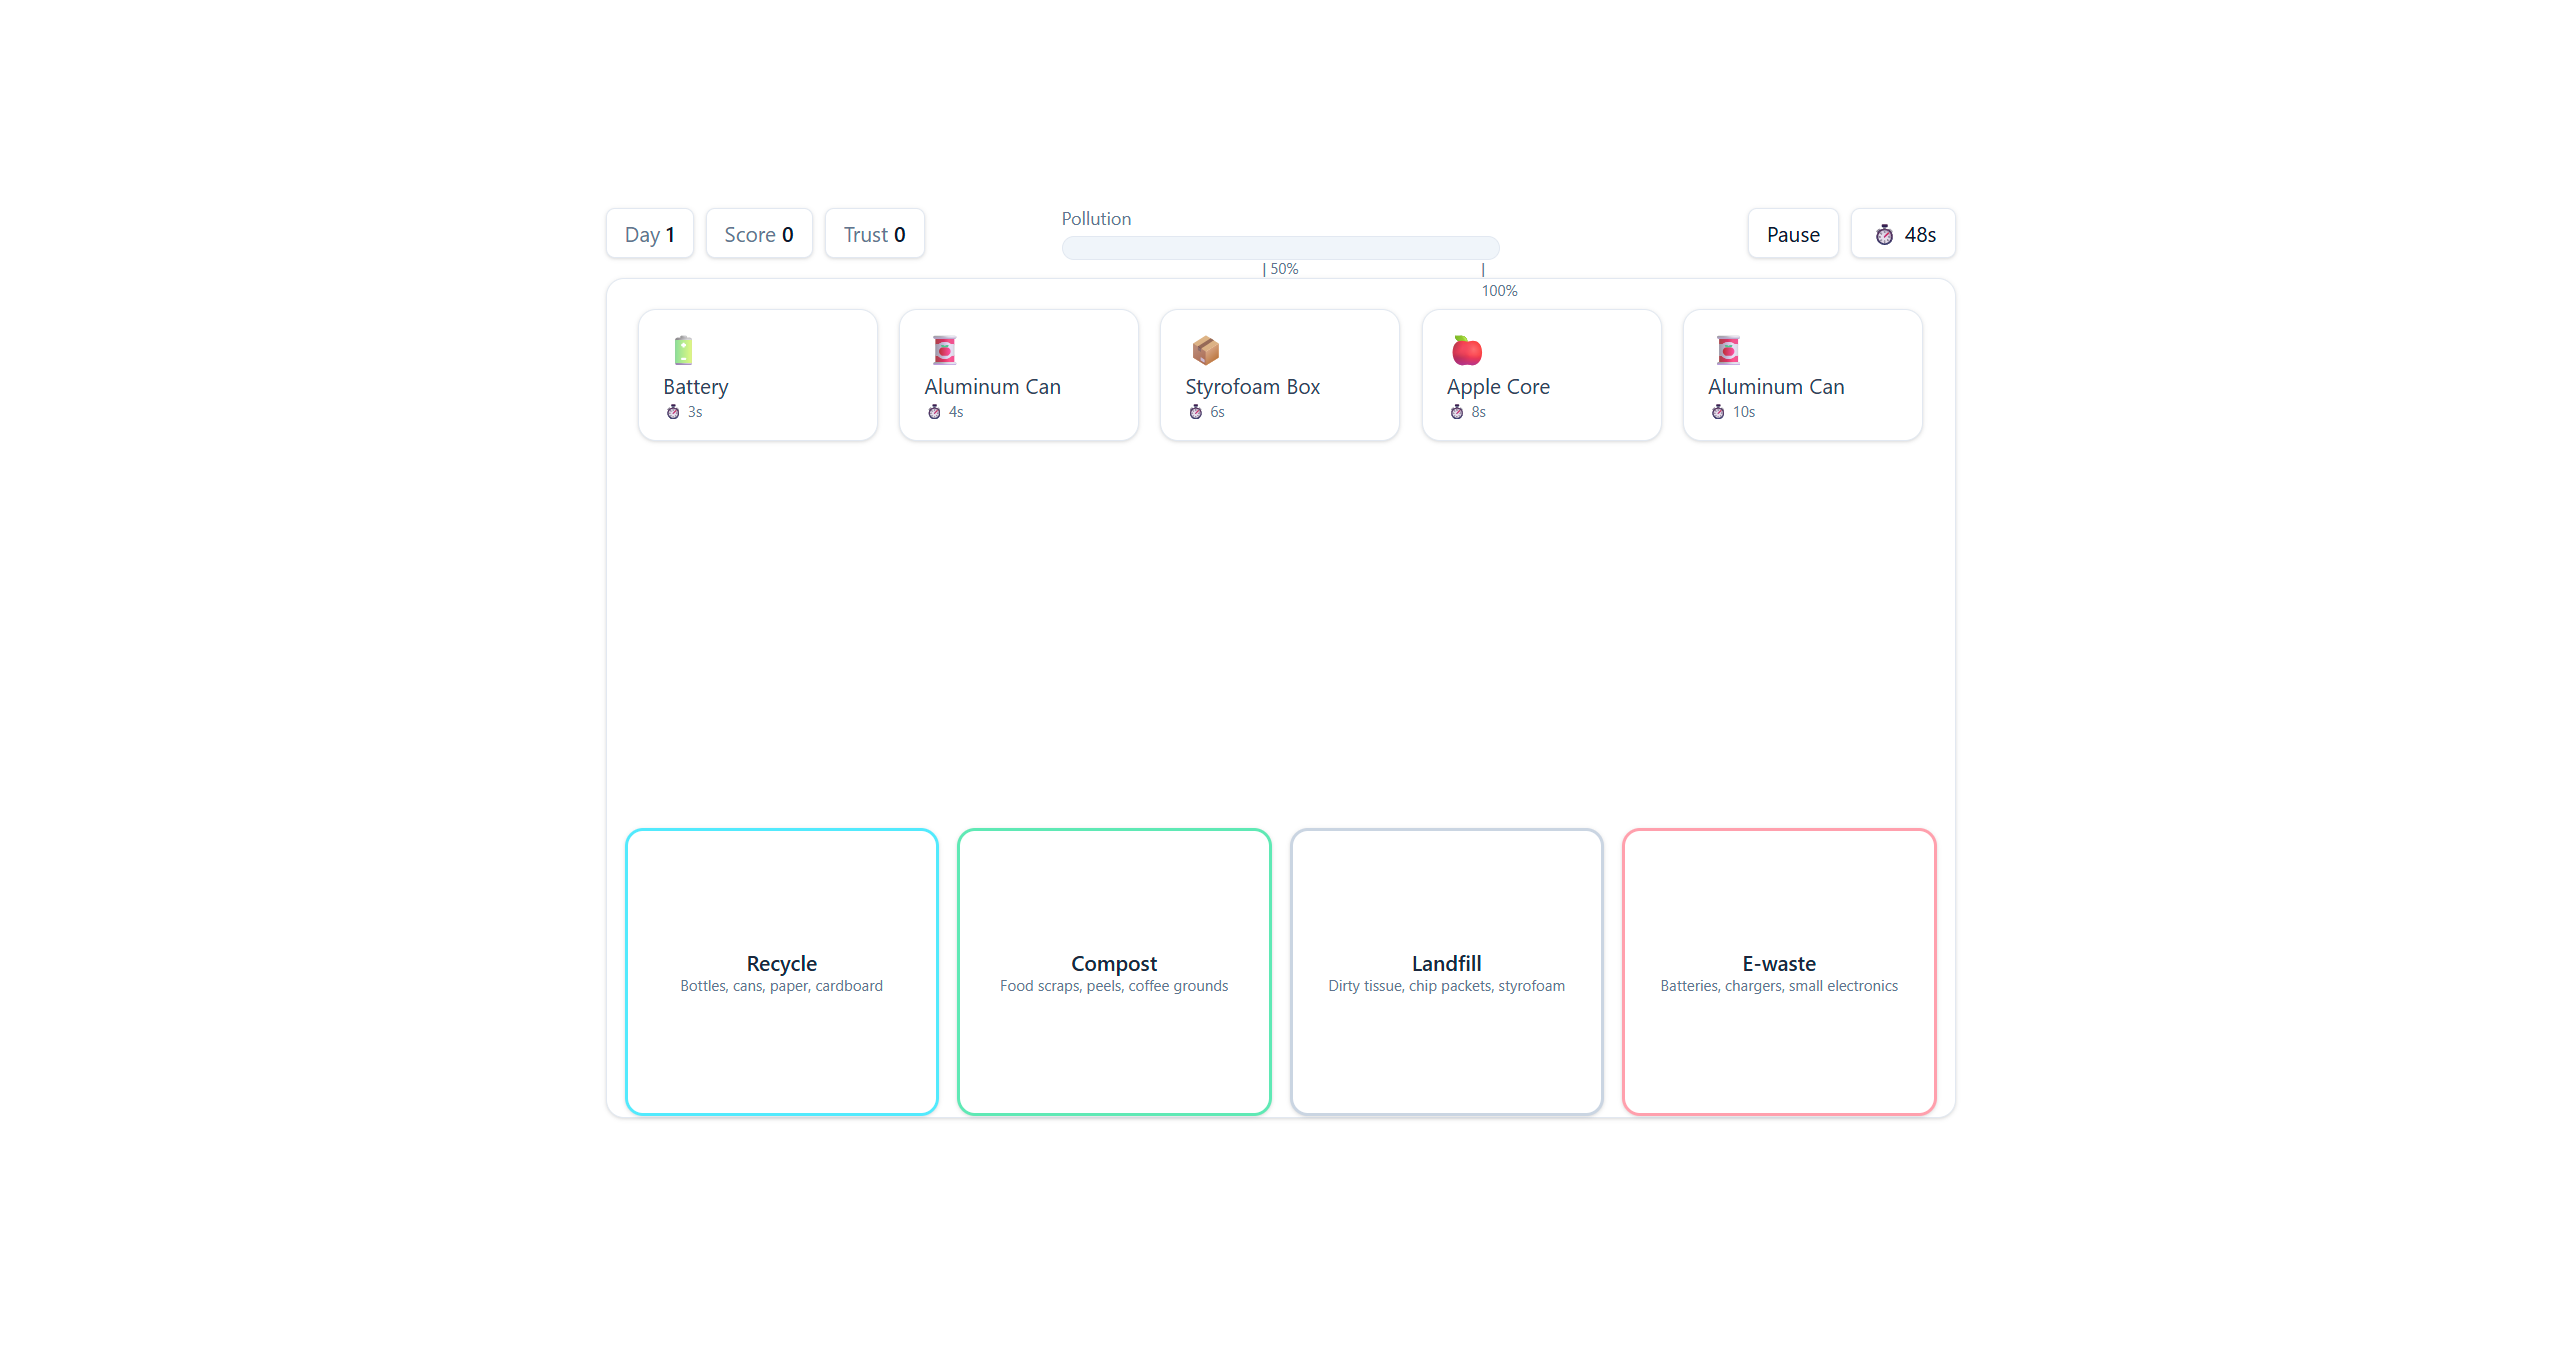 Day 1
Score 0
Trust 0
Pollution
| 50%
|
100%
Pause
48s
Battery
3s
Aluminum Can
4s
Styrofoam Box
6s
Apple Core
8s
Aluminum Can
10s
Recycle
Bottles, cans, paper, cardboard
Compost
Food scraps, peels, coffee grounds
Landfill
Dirty tissue, chip packets, styrofoam
E-waste
Batteries, chargers, small electronics